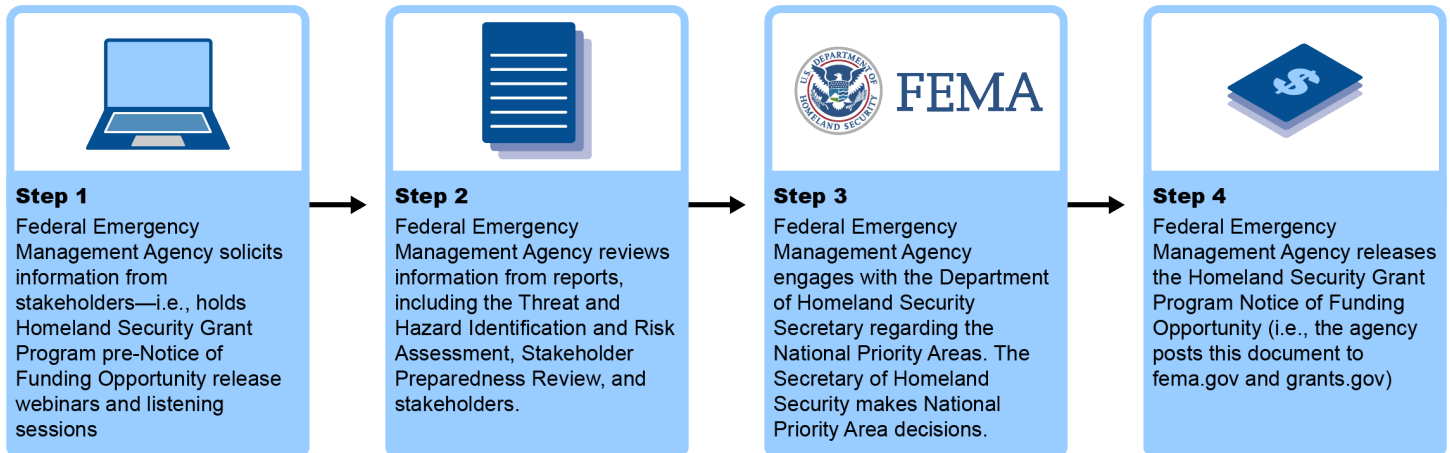 U.S. DEPARTMENT OF HOMELAND SECURITY
FEMA
$
Step 1
Federal Emergency
Management Agency solicits
information from
stakeholders—i.e., holds
Homeland Security Grant
Program pre-Notice of
Funding Opportunity release
webinars and listening
sessions
Step 2
Federal Emergency
Management Agency reviews
information from reports,
including the Threat and
Hazard Identification and Risk
Assessment, Stakeholder
Preparedness Review, and
stakeholders.
Step 3
Federal Emergency
Management Agency
engages with the Department
of Homeland Security
Secretary regarding the
National Priority Areas. The
Secretary of Homeland
Security makes National
Priority Area decisions.
Step 4
Federal Emergency
Management Agency releases
the Homeland Security Grant
Program Notice of Funding
Opportunity (i.e., the agency
posts this document to
fema.gov and grants.gov)